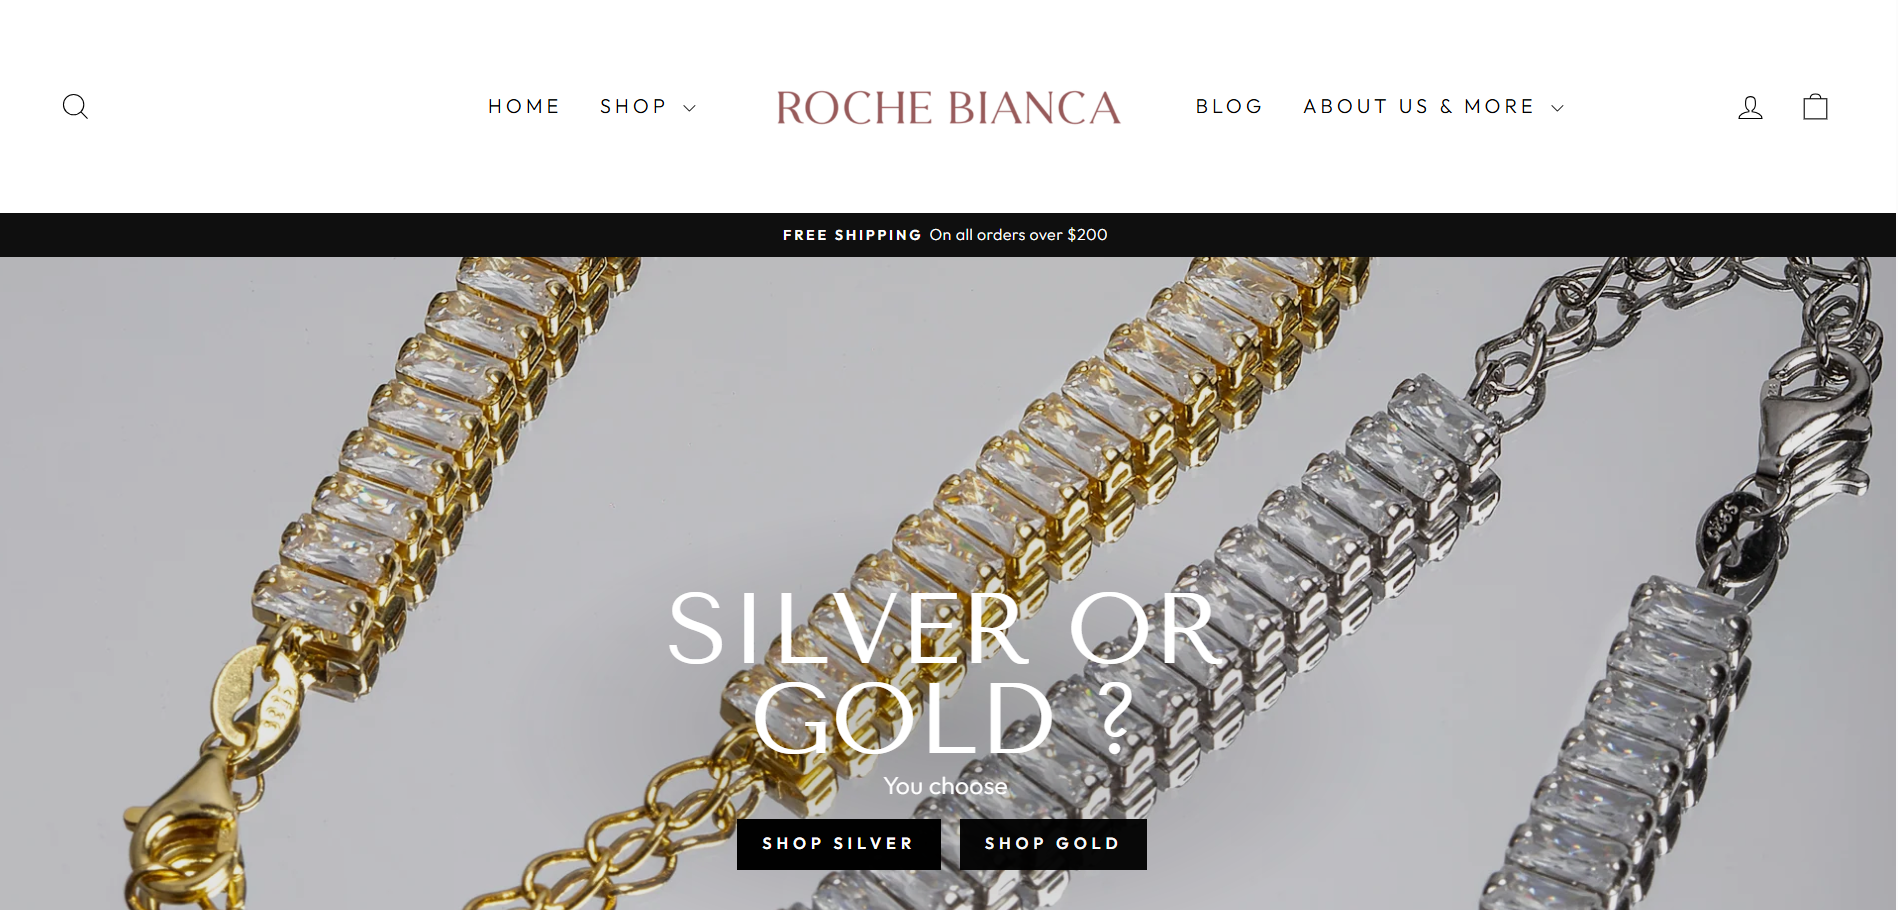 HOME
SHOP
ROCHE BIANCA
BLOG
ABOUT US & MORE
FREE SHIPPING On all orders over $200
SILVER OR
GOLD ?
You choose
SHOP SILVER
SHOP GOLD